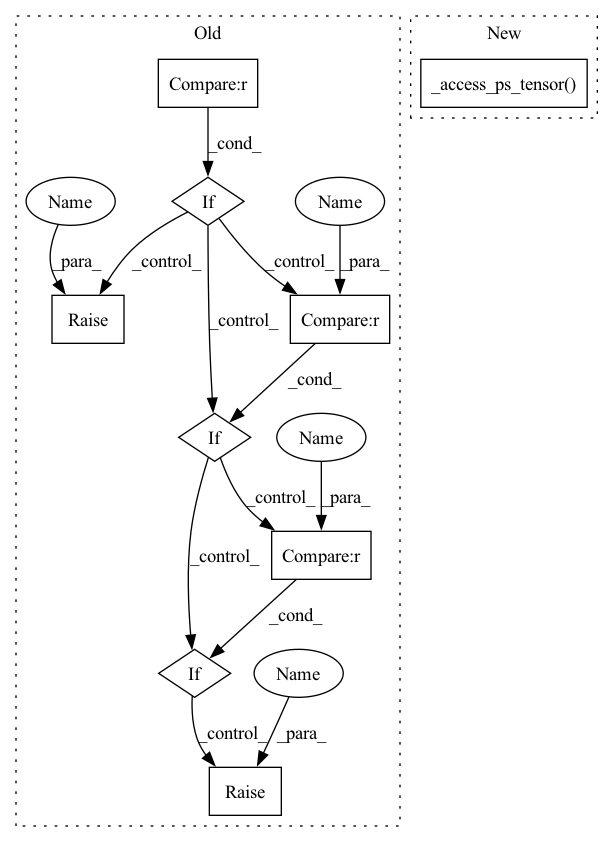 Old
New
Compare:r
_access_ps_tensor()
_cond_
Name
If
Name
_para_
_control_
_control_
_para_
Raise
_control_
Compare:r
_cond_
If
Name
_control_
_para_
_control_
Compare:r
_cond_
If
Name
_control_
_para_
Raise